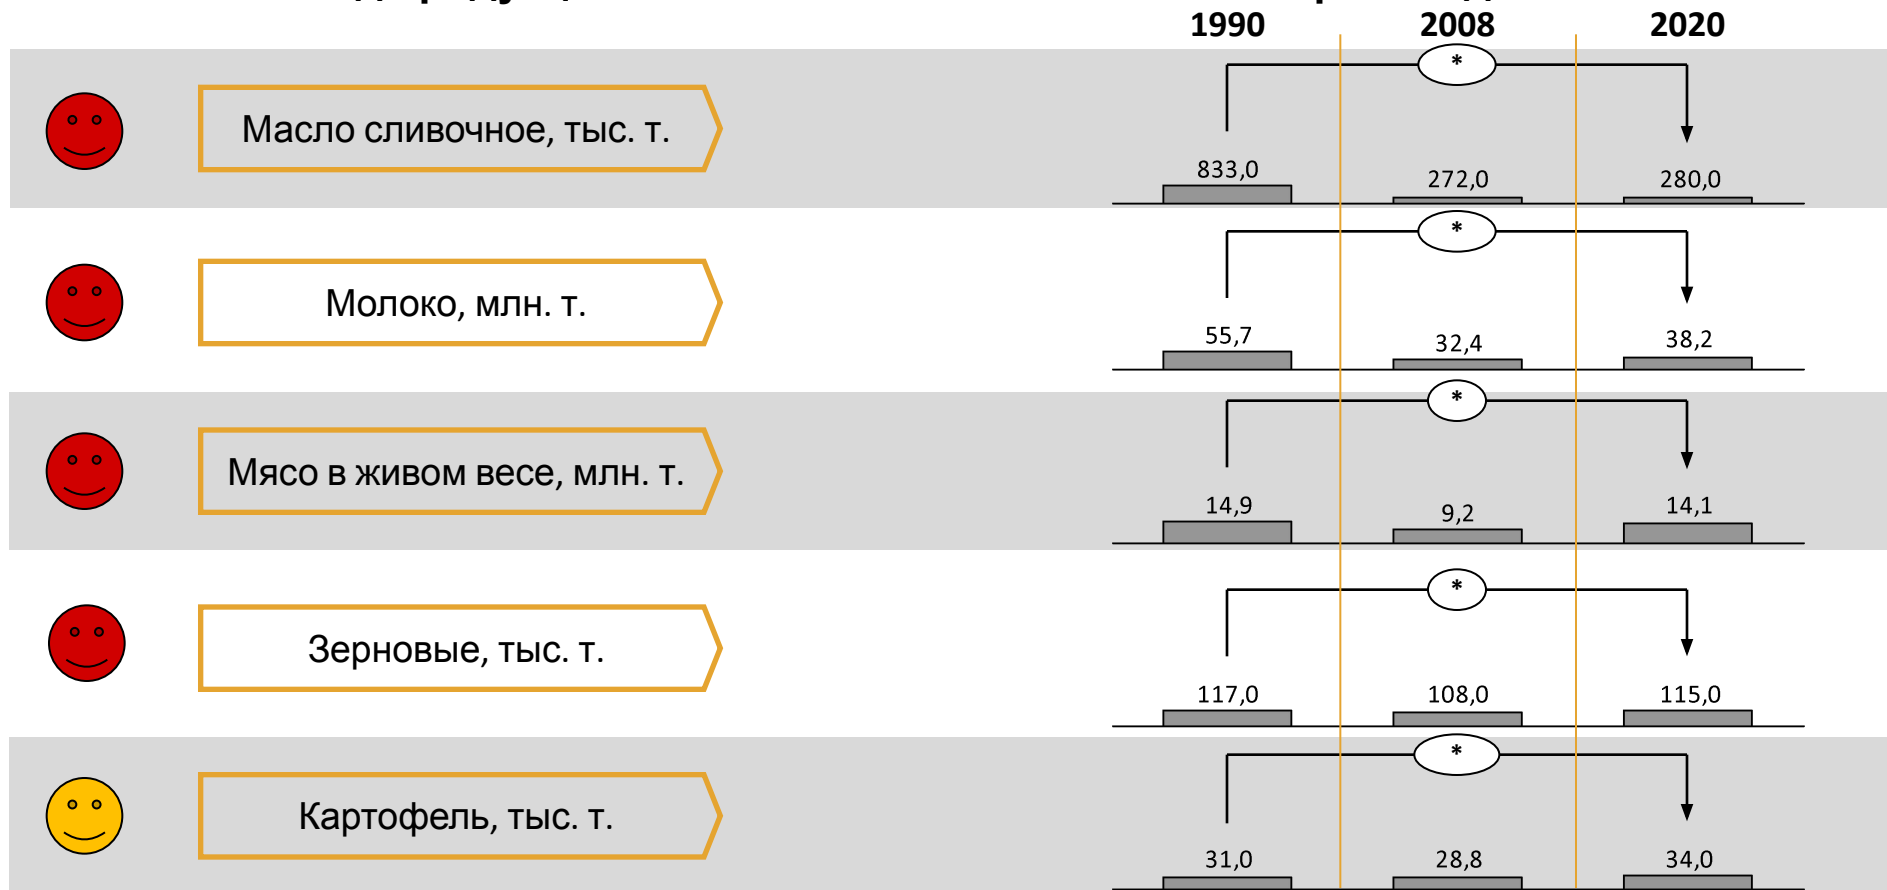 1990 2008 2020
*
Масло сливочное, тыс. т.
833,0 272,0 280,0
*
Молоко, млн. т.
55,7 32,4 38,2
*
Мясо в живом весе, млн. т.
14,9 9,2 14,1
*
Зерновые, тыс. т.
117,0 108,0 115,0
*
Картофель, тыс. т.
31,0 28,8 34,0